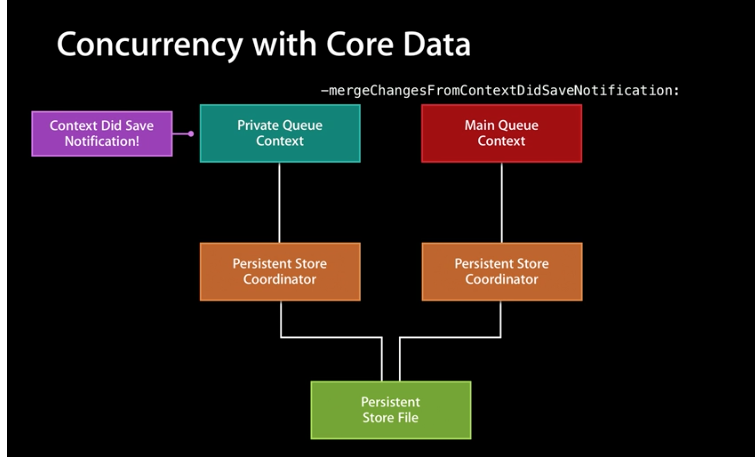 Concurrency with Core Data
-mergeChangesFromContextDidSaveNotification:
Context Did Save
Notification!
Private Queue
Context
Main Queue
Context
Persistent Store
Coordinator
Persistent Store
Coordinator
Persistent
Store File